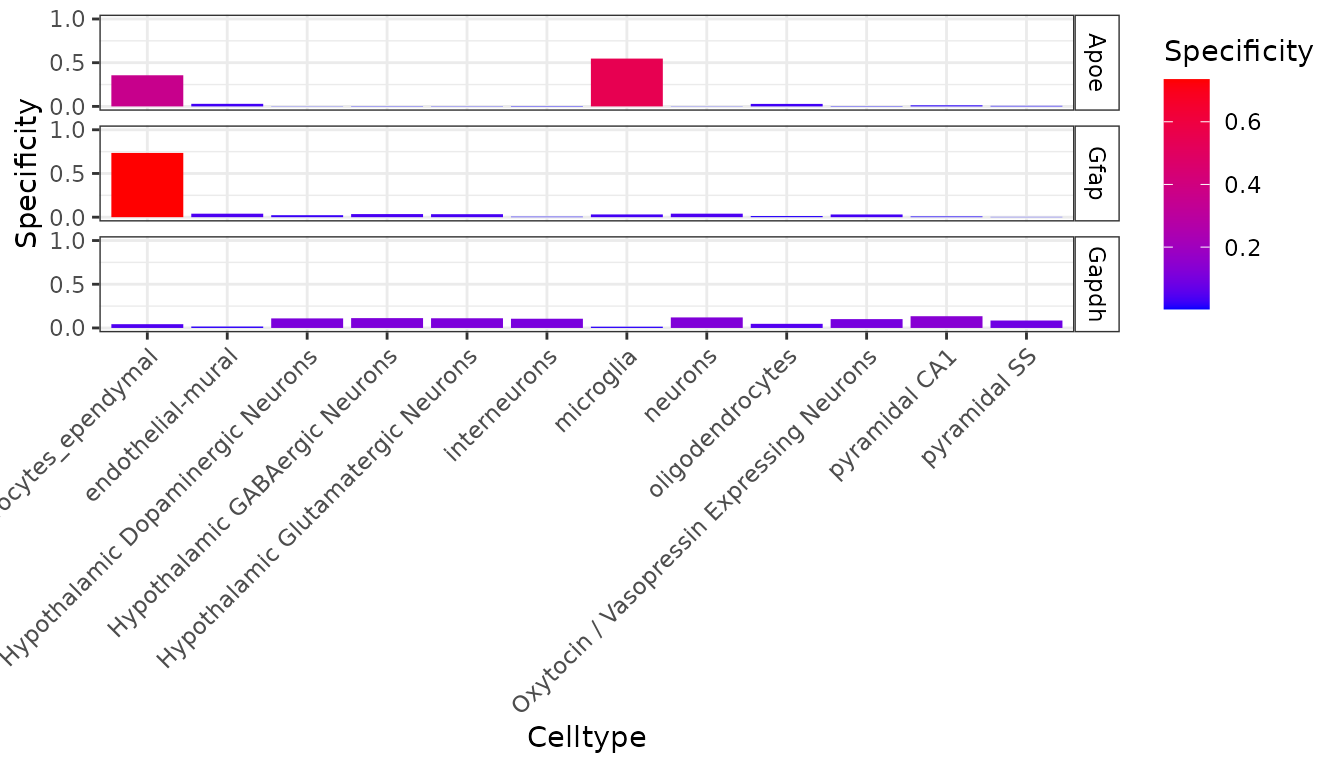 1.0
0.5
0.0
Apoe
1.0
0.5
0.0
Gfap
1.0
0.5
0.0
Gapdh
Specificity
ocytes_ependymal
endothelial-mural
Hypothalamic Dopaminergic Neurons
Hypothalamic GABAergic Neurons
Hypothalamic Glutamatergic Neurons
interneurons
microglia
neurons
oligodendrocytes
Oxytocin / Vasopressin Expressing Neurons
pyramidal CA1
pyramidal SS
Celltype
Specificity
0.6
0.4
0.2